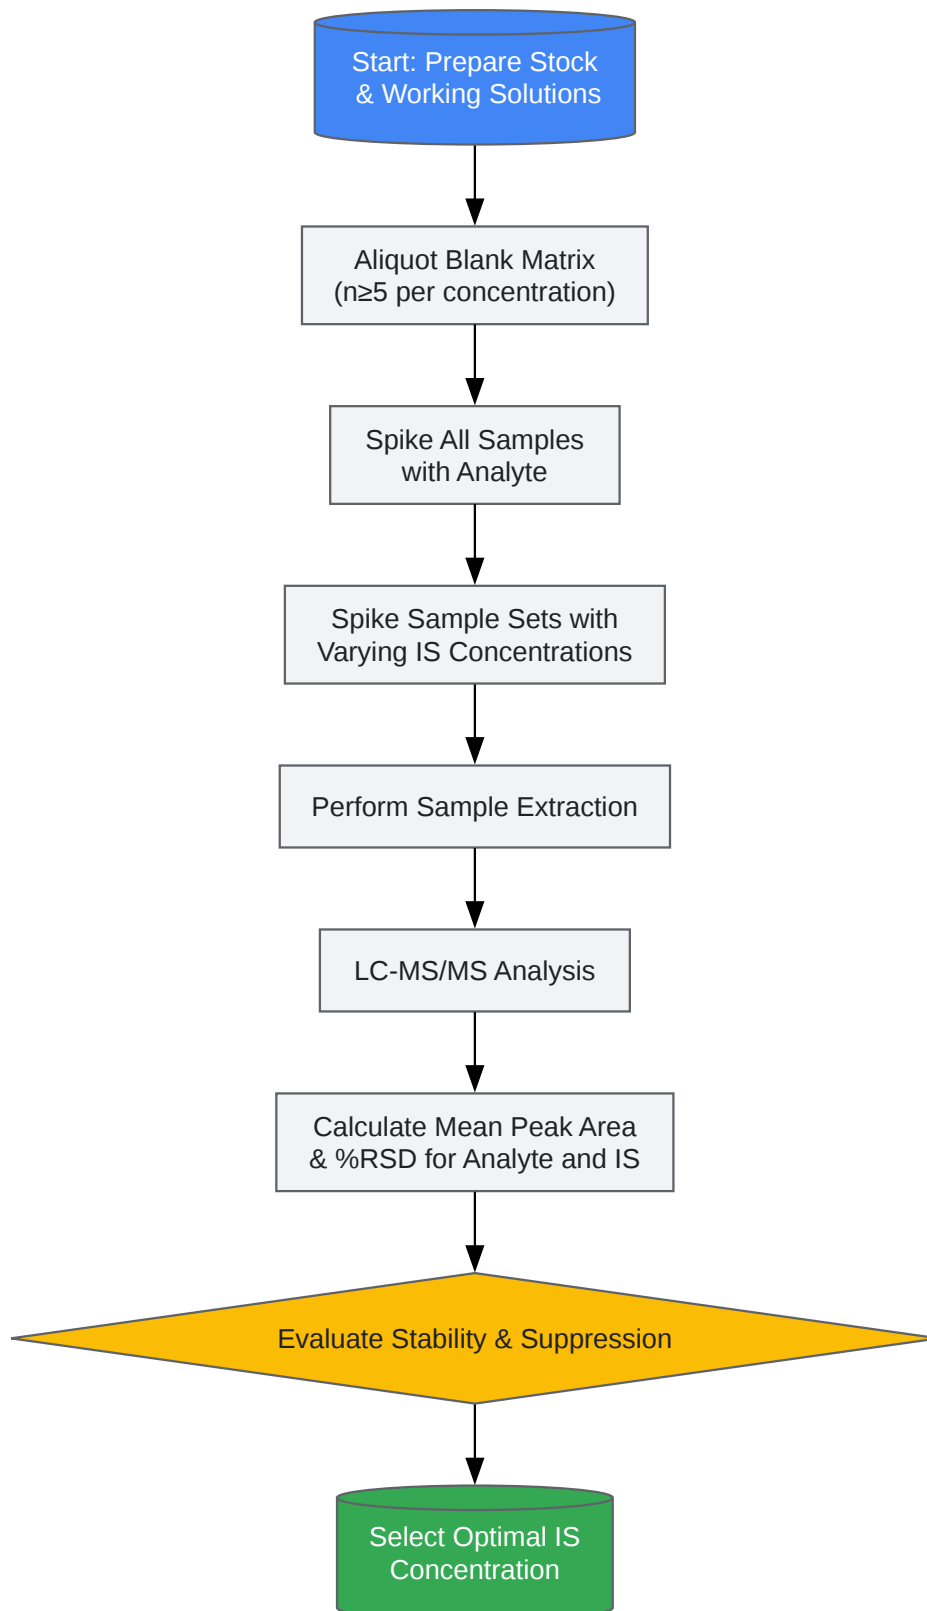 Start: Prepare Stock
& Working Solutions
Aliquot Blank Matrix
(n≥5 per concentration)
Spike All Samples
with Analyte
Spike Sample Sets with
Varying IS Concentrations
Perform Sample Extraction
LC-MS/MS Analysis
Calculate Mean Peak Area
& %RSD for Analyte and IS
Evaluate Stability & Suppression
Select Optimal IS
Concentration